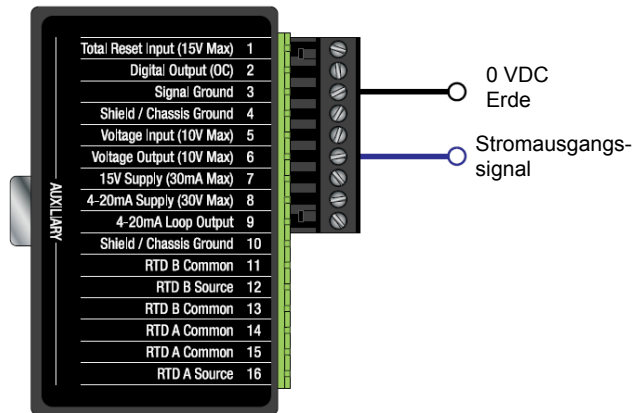 Total Reset Input (15V Max) 1
Digital Output (OC) 2
Signal Ground 3
Shield / Chassis Ground 4
Voltage Input (10V Max) 5
Voltage Output (10V Max) 6
15V Supply (30mA Max) 7
4-20mA Supply (30V Max) 8
4-20mA Loop Output 9
Shield / Chassis Ground 10
RTD B Common 11
RTD B Source 12
RTD B Common 13
RTD A Common 14
RTD A Common 15
RTD A Source 16
AUXILIARY
0 VDC
Erde
Stromausgangs-
signal